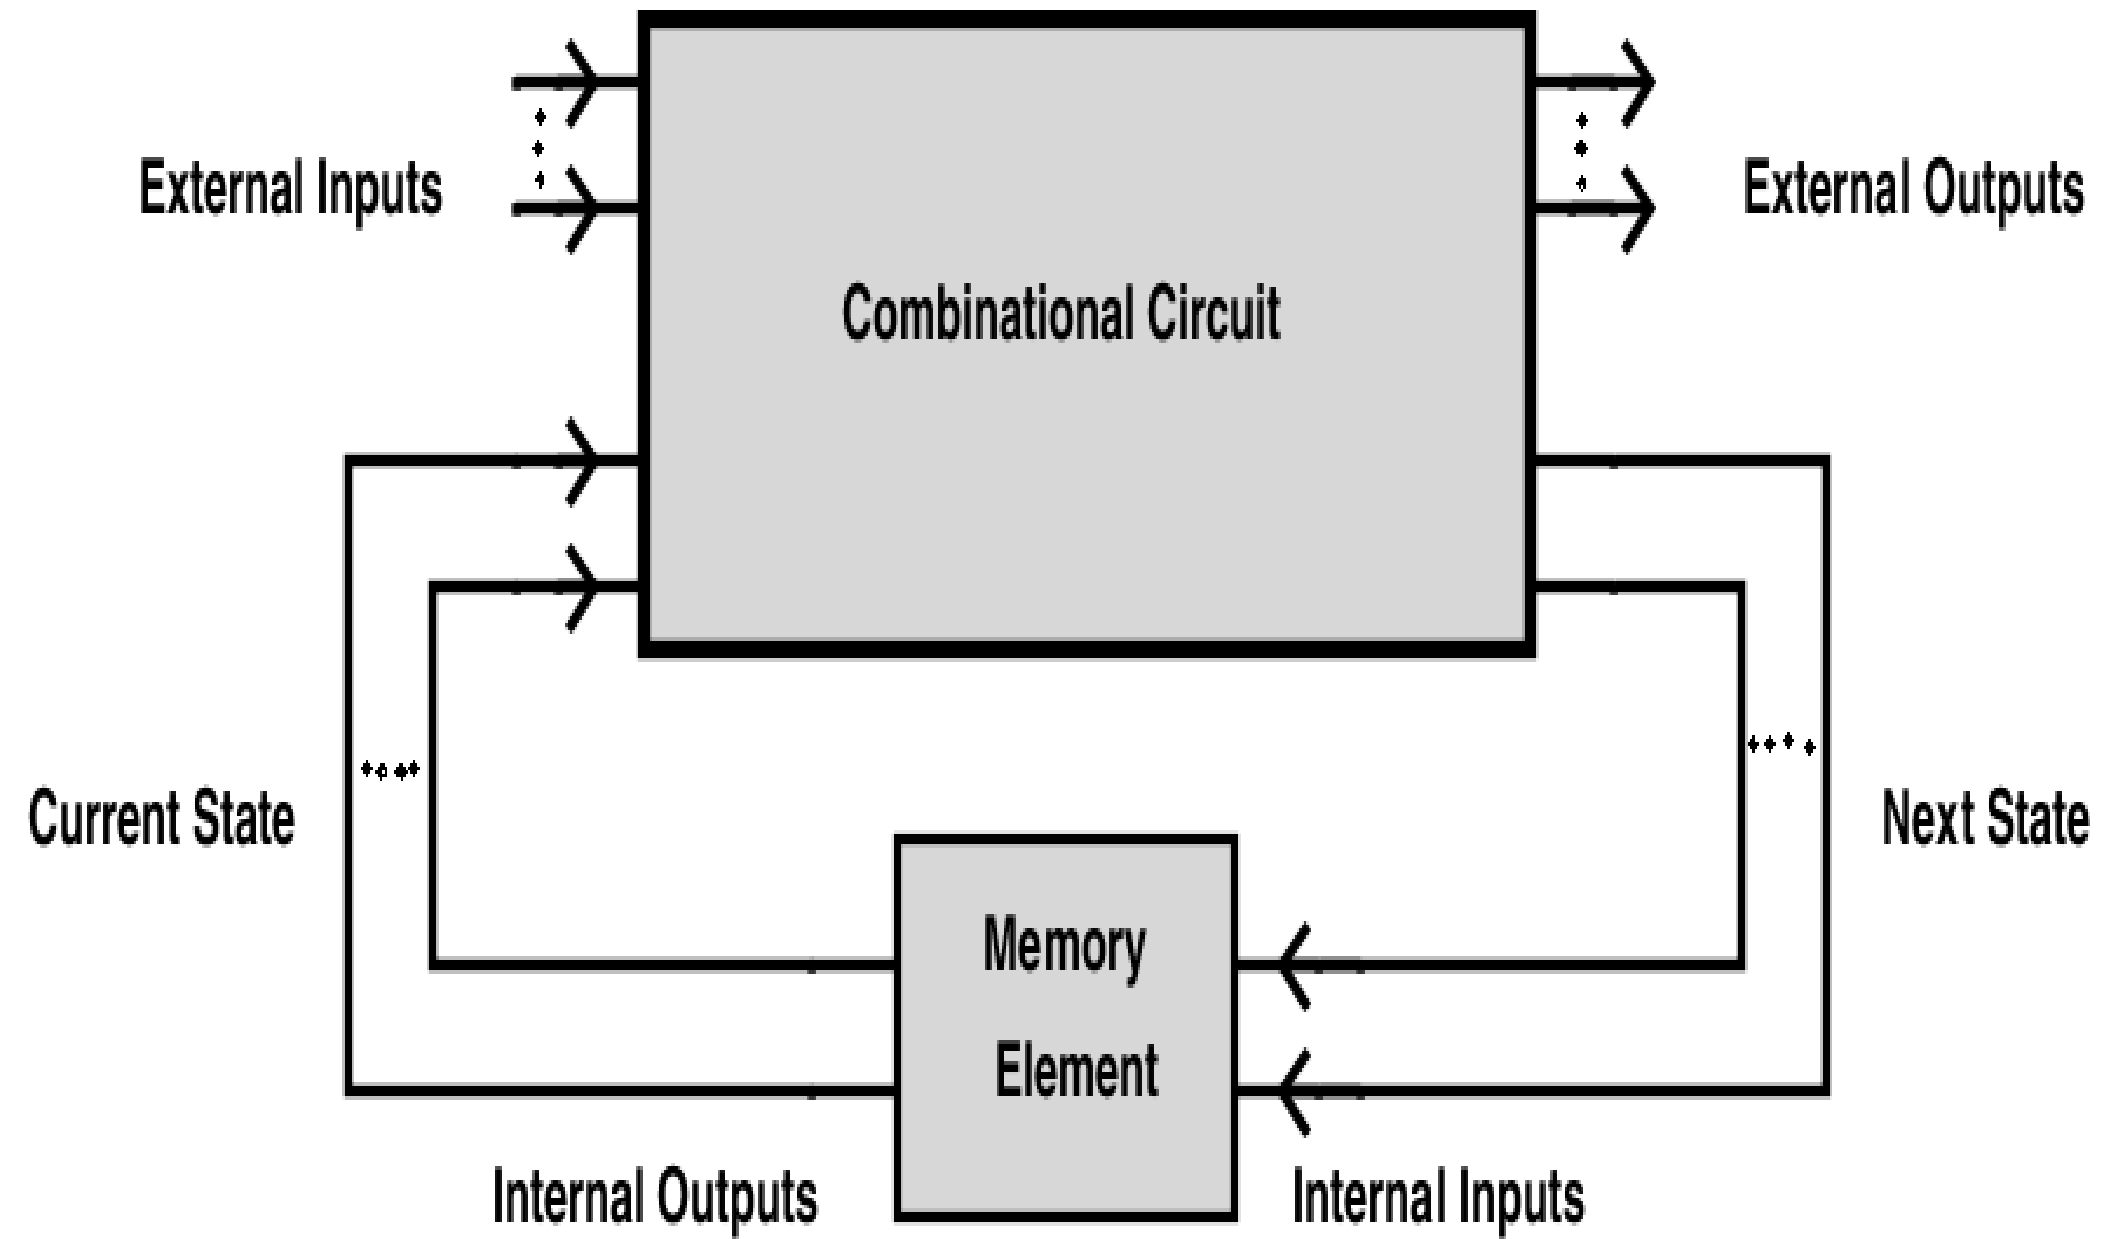 External Inputs
External Outputs
Combinational Circuit
Current State
Next State
Memory
Element
Internal Outputs
Internal Inputs